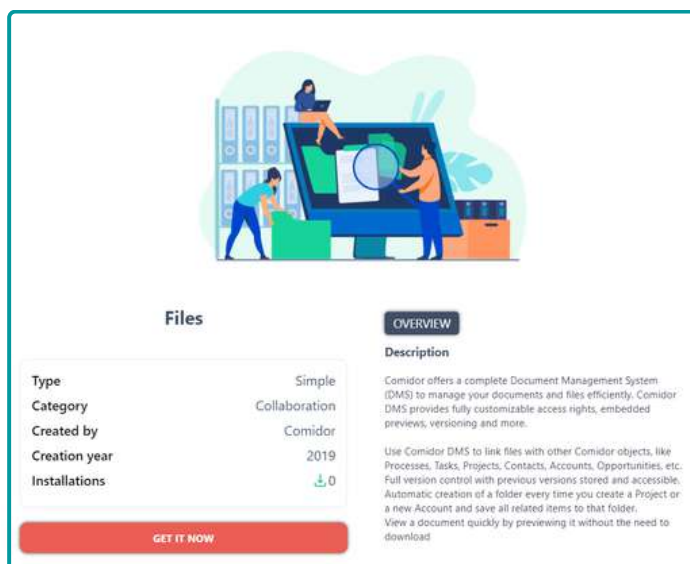 Files
Type Simple
Category Collaboration
Created by Comidor
Creation year 2019
Installations 0
GET IT NOW
OVERVIEW
Description
Comidor offers a complete Document Management System
(DMS) to manage your documents and files efficiently. Comidor
DMS provides fully customizable access rights, embedded
previews, versioning and more.
Use Comidor DMS to link files with other Comidor objects, like
Processes, Tasks, Projects, Contacts, Accounts, Opportunities, etc.
Full version control with previous versions stored and accessible.
Automatic creation of a folder every time you create a Project or
a new Account and save all related items to that folder.
View a document quickly by previewing it without the need to
download